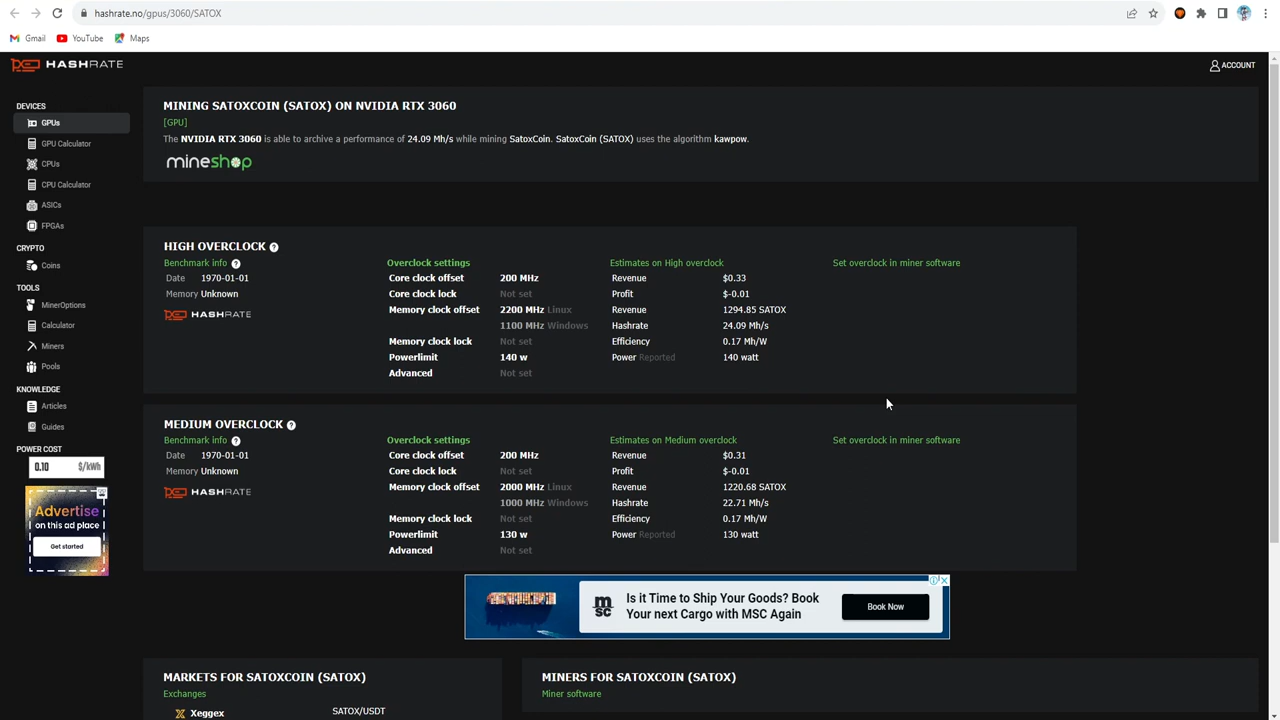 hashrate.no/gpus/3060/SATOX
Gmail YouTube Maps
HASHRATE
ACCOUNT
DEVICES
GPUs
GPU Calculator
CPUs
CPU Calculator
ASICs
FPGAs
CRYPTO
Coins
TOOLS
MinerOptions
Calculator
Miners
Pools
KNOWLEDGE
Articles
Guides
POWER COST
0.10 $/kWh
Advertise
on this ad place
Get started
MINING SATOXCOIN (SATOX) ON NVIDIA RTX 3060
[GPU]
The NVIDIA RTX 3060 is able to archive a performance of 24.09 Mh/s while mining SatoxCoin. SatoxCoin (SATOX) uses the algorithm kawpow.
mineshop
HIGH OVERCLOCK ?
Benchmark info ? Overclock settings Estimates on High overclock Set overclock in miner software
Date 1970-01-01 Core clock offset 200 MHz Revenue $0.33
Memory Unknown Core clock lock Not set Profit $-0.01
HASHRATE Memory clock offset 2200 MHz Linux Revenue 1294.85 SATOX
1100 MHz Windows Hashrate 24.09 Mh/s
Memory clock lock Not set Efficiency 0.17 Mh/W
Powerlimit 140 w Power Reported 140 watt
Advanced Not set
MEDIUM OVERCLOCK ?
Benchmark info ? Overclock settings Estimates on Medium overclock Set overclock in miner software
Date 1970-01-01 Core clock offset 200 MHz Revenue $0.31
Memory Unknown Core clock lock Not set Profit $-0.01
HASHRATE Memory clock offset 2000 MHz Linux Revenue 1220.68 SATOX
1000 MHz Windows Hashrate 22.71 Mh/s
Memory clock lock Not set Efficiency 0.17 Mh/W
Powerlimit 130 w Power Reported 130 watt
Advanced Not set
msc
Is it Time to Ship Your Goods? Book
Your next Cargo with MSC Again
Book Now
MARKETS FOR SATOXCOIN (SATOX)
Exchanges
Xeggex SATOX/USDT
MINERS FOR SATOXCOIN (SATOX)
Miner software